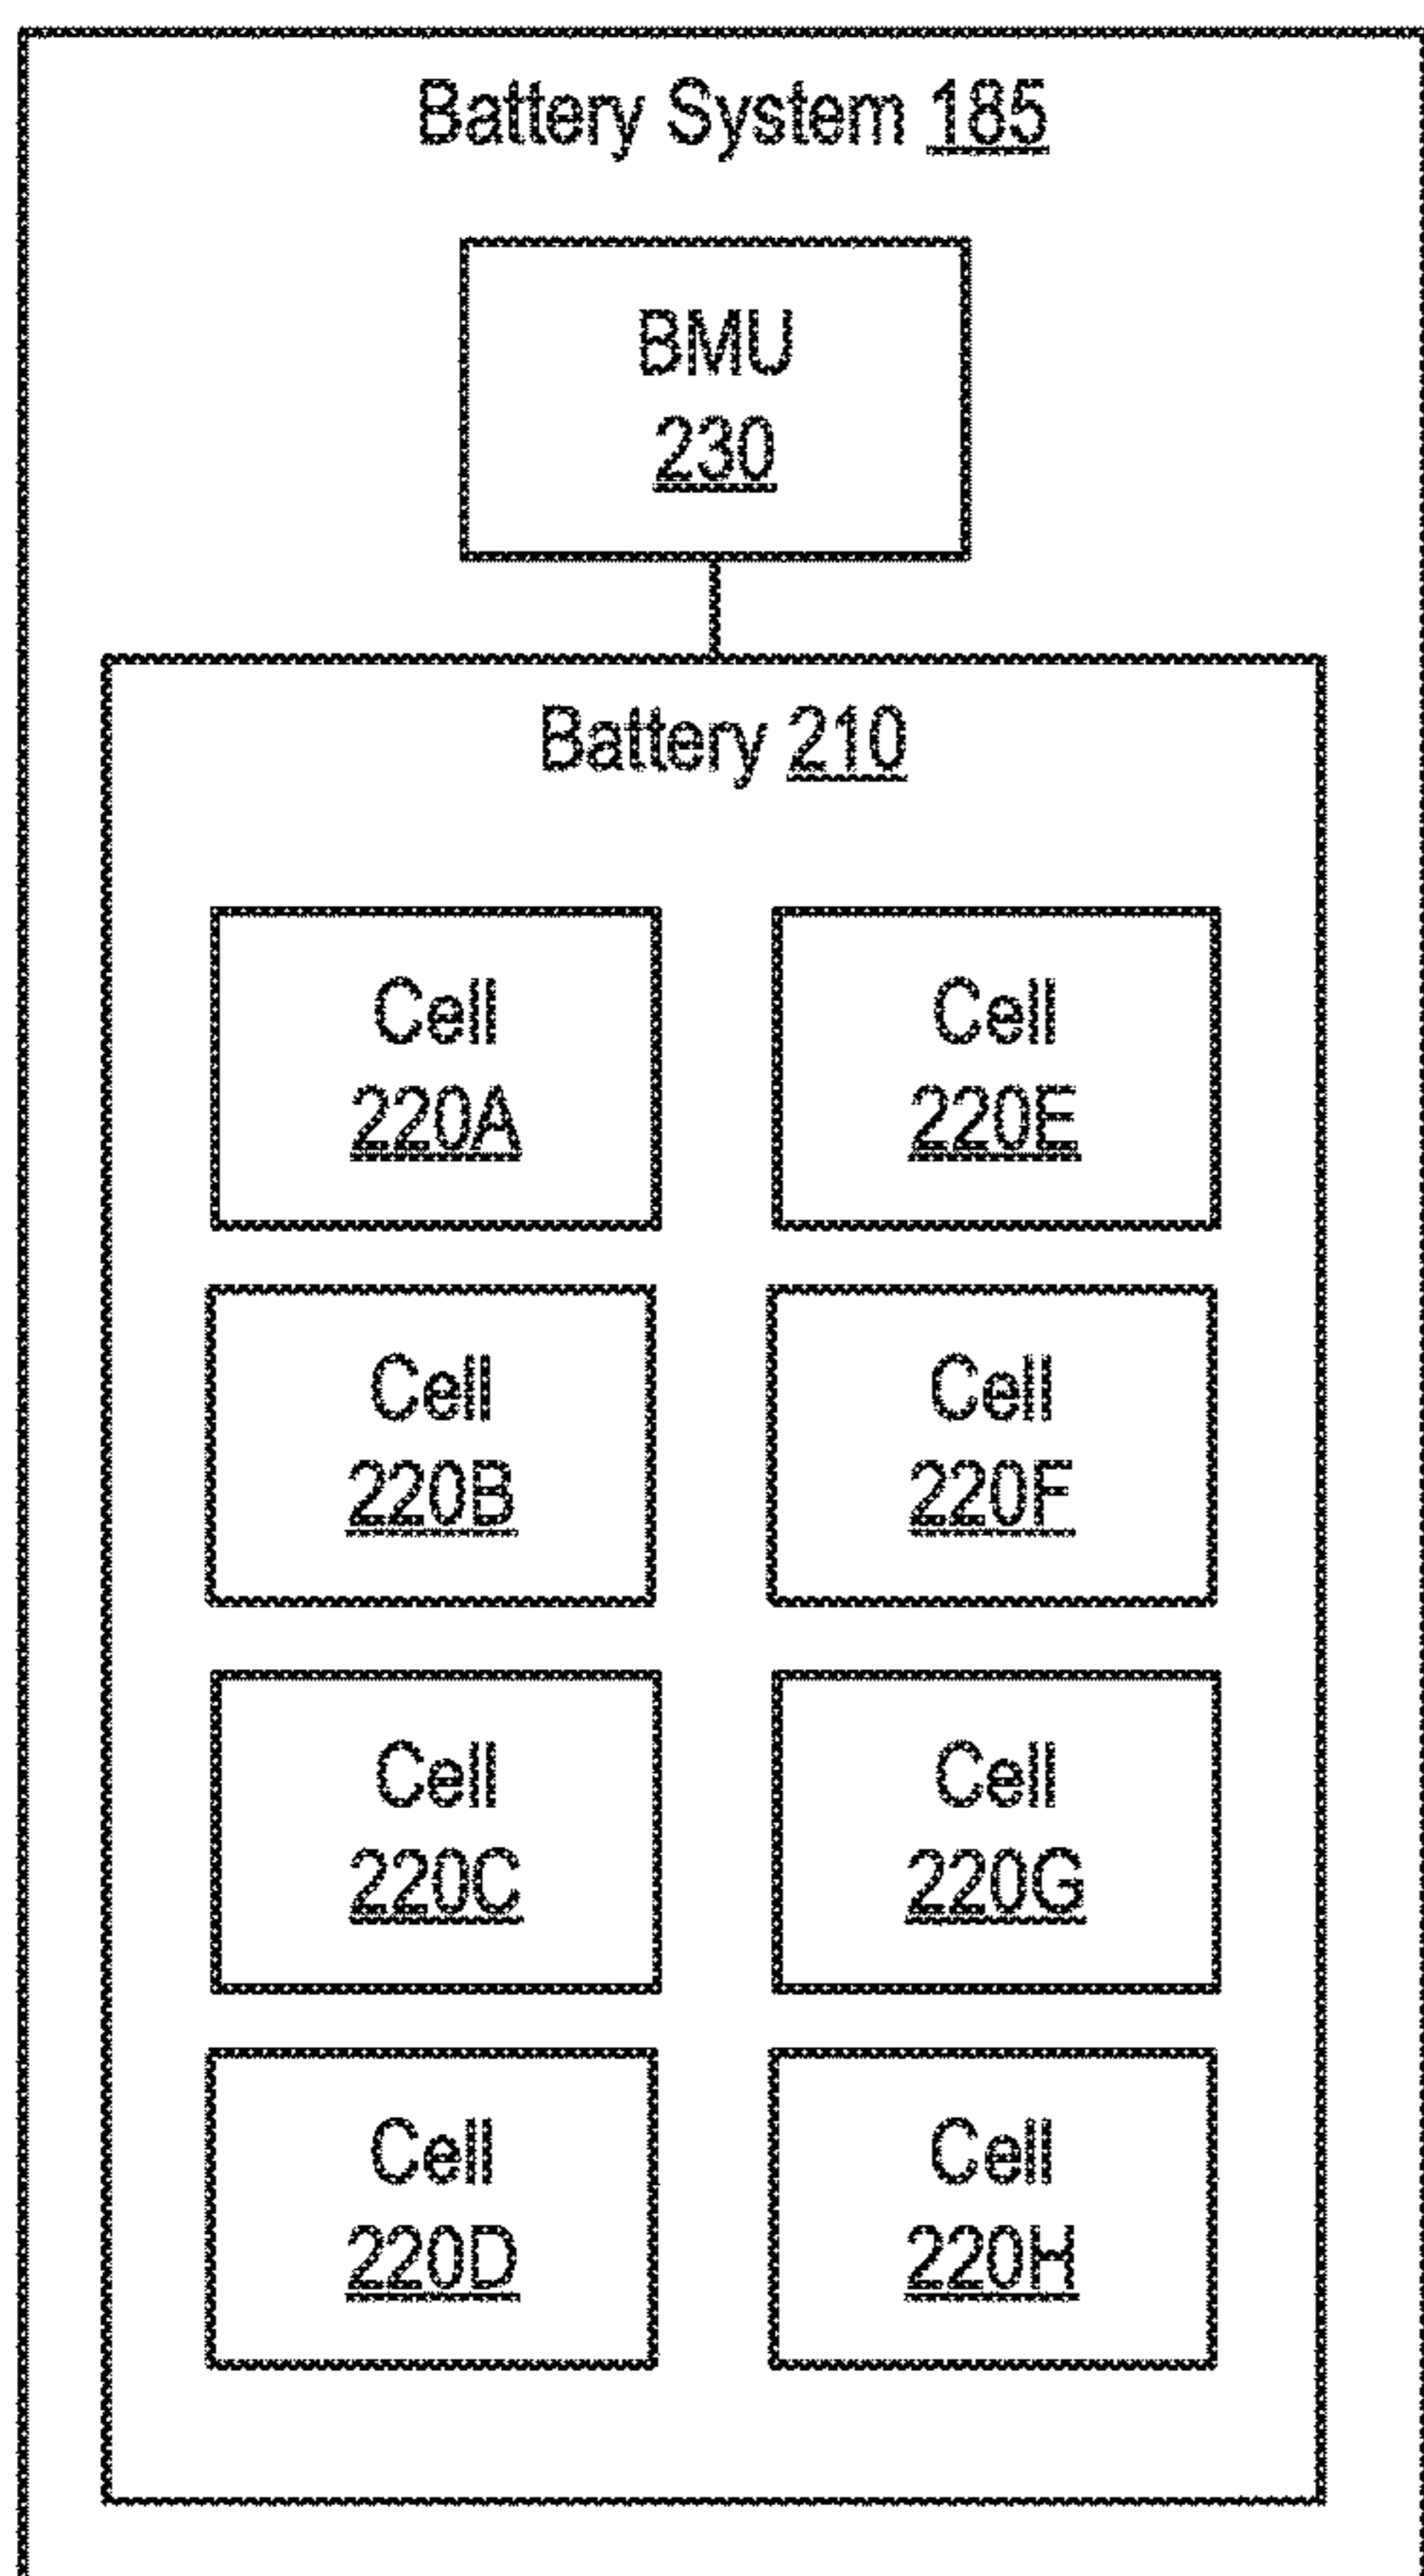 Battery System 185
BMU
230
Battery 210
Cell
220A
Cell
220E
Cell
220B
Cell
220F
Cell
220C
Cell
220G
Cell
220D
Cell
220H